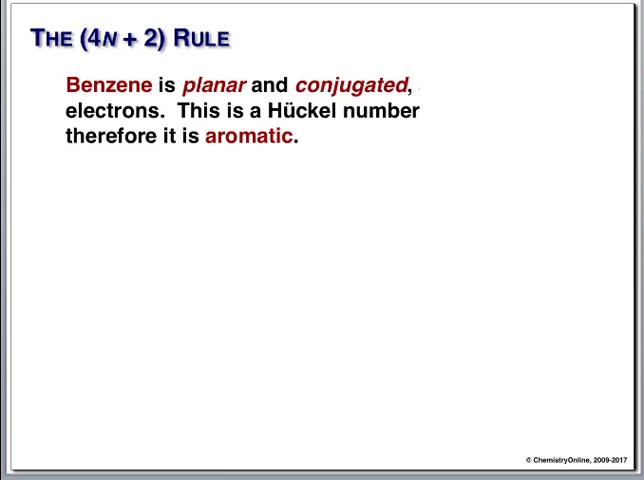 THE (4N + 2) RULE
Benzene is planar and conjugated,
electrons. This is a Hückel number
therefore it is aromatic.
© ChemistryOnline, 2009-2017